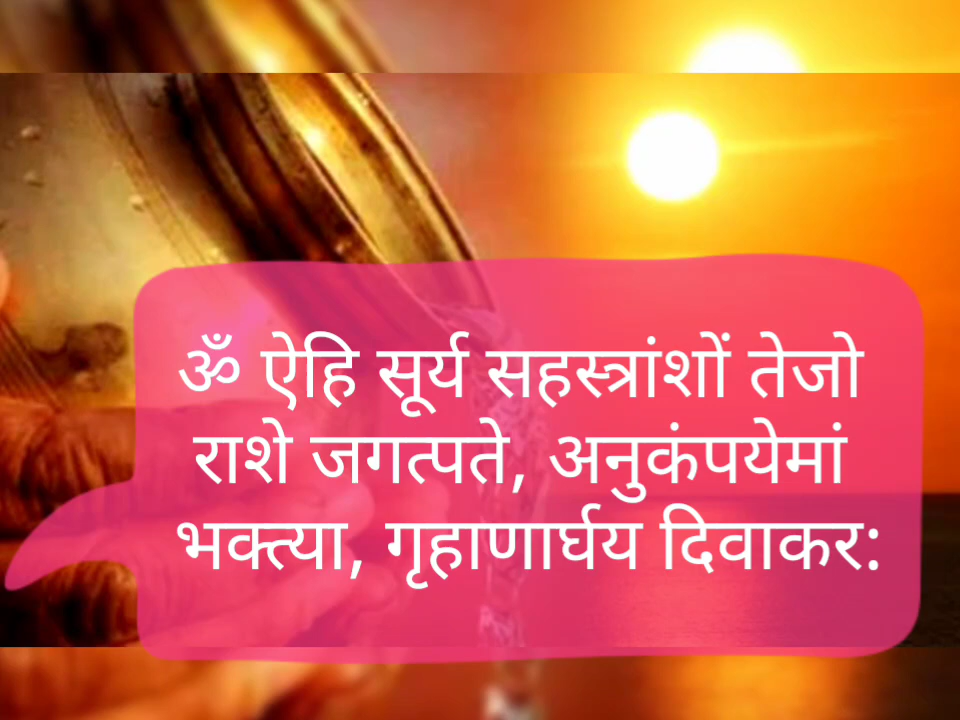 ॐ ऐहि सूर्य सहस्त्रांशों तेजो
राशे जगत्पते, अनुकंपयेमां
भक्त्या, गृहाणार्घय दिवाकर: